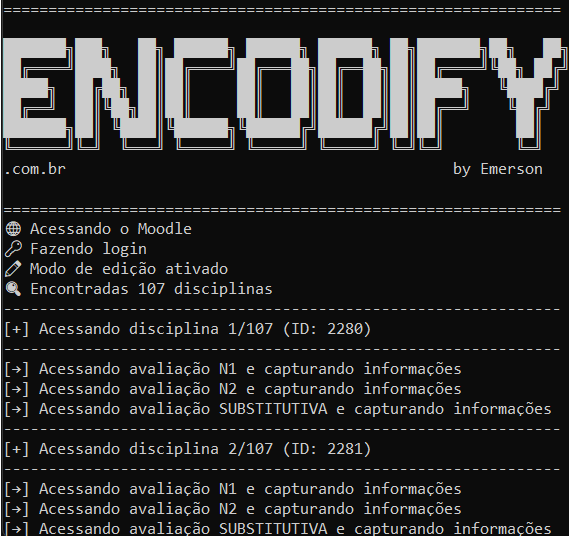 ============================================================
ENCODIFY
.com.br by Emerson
============================================================
🌐 Acessando o Moodle
🔑 Fazendo login
🖊 Modo de edição ativado
🔍 Encontradas 107 disciplinas
------------------------------------------------------------
[+] Acessando disciplina 1/107 (ID: 2280)
------------------------------------------------------------
[→] Acessando avaliação N1 e capturando informações
[→] Acessando avaliação N2 e capturando informações
[→] Acessando avaliação SUBSTITUTIVA e capturando informações
------------------------------------------------------------
[+] Acessando disciplina 2/107 (ID: 2281)
------------------------------------------------------------
[→] Acessando avaliação N1 e capturando informações
[→] Acessando avaliação N2 e capturando informações
[→] Acessando avaliação SUBSTITUTIVA e capturando informações